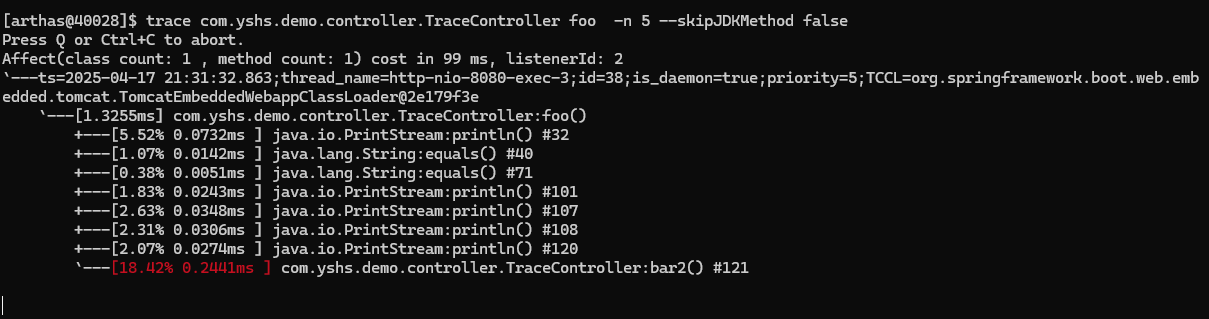 [arthas@40028]$ trace com.yshs.demo.controller.TraceController foo  -n 5 --skipJDKMethod false
Press Q or Ctrl+C to abort.
Affect(class count: 1 , method count: 1) cost in 99 ms, listenerId: 2
`---ts=2025-04-17 21:31:32.863;thread_name=http-nio-8080-exec-3;id=38;is_daemon=true;priority=5;TCCL=org.springframework.boot.web.emb
edded.tomcat.TomcatEmbeddedWebappClassLoader@2e179f3e
    `---[1.3255ms] com.yshs.demo.controller.TraceController:foo()
        +---[5.52% 0.0732ms ] java.io.PrintStream:println() #32
        +---[1.07% 0.0142ms ] java.lang.String:equals() #40
        +---[0.38% 0.0051ms ] java.lang.String:equals() #71
        +---[1.83% 0.0243ms ] java.io.PrintStream:println() #101
        +---[2.63% 0.0348ms ] java.io.PrintStream:println() #107
        +---[2.31% 0.0306ms ] java.io.PrintStream:println() #108
        +---[2.07% 0.0274ms ] java.io.PrintStream:println() #120
        `---[18.42% 0.2441ms ] com.yshs.demo.controller.TraceController:bar2() #121